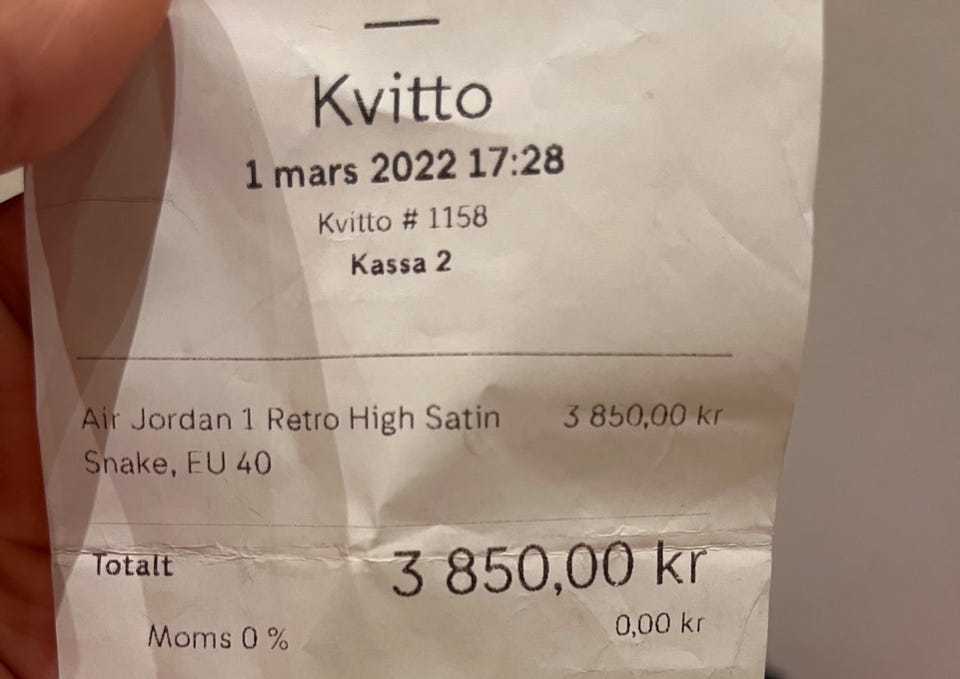 Kvitto
1 mars 2022 17:28
Kvitto # 1158
Kassa 2
Air Jordan 1 Retro High Satin 3 850,00 kr
Snake, EU 40
Totalt 3 850,00 kr
Moms 0 % 0,00 kr